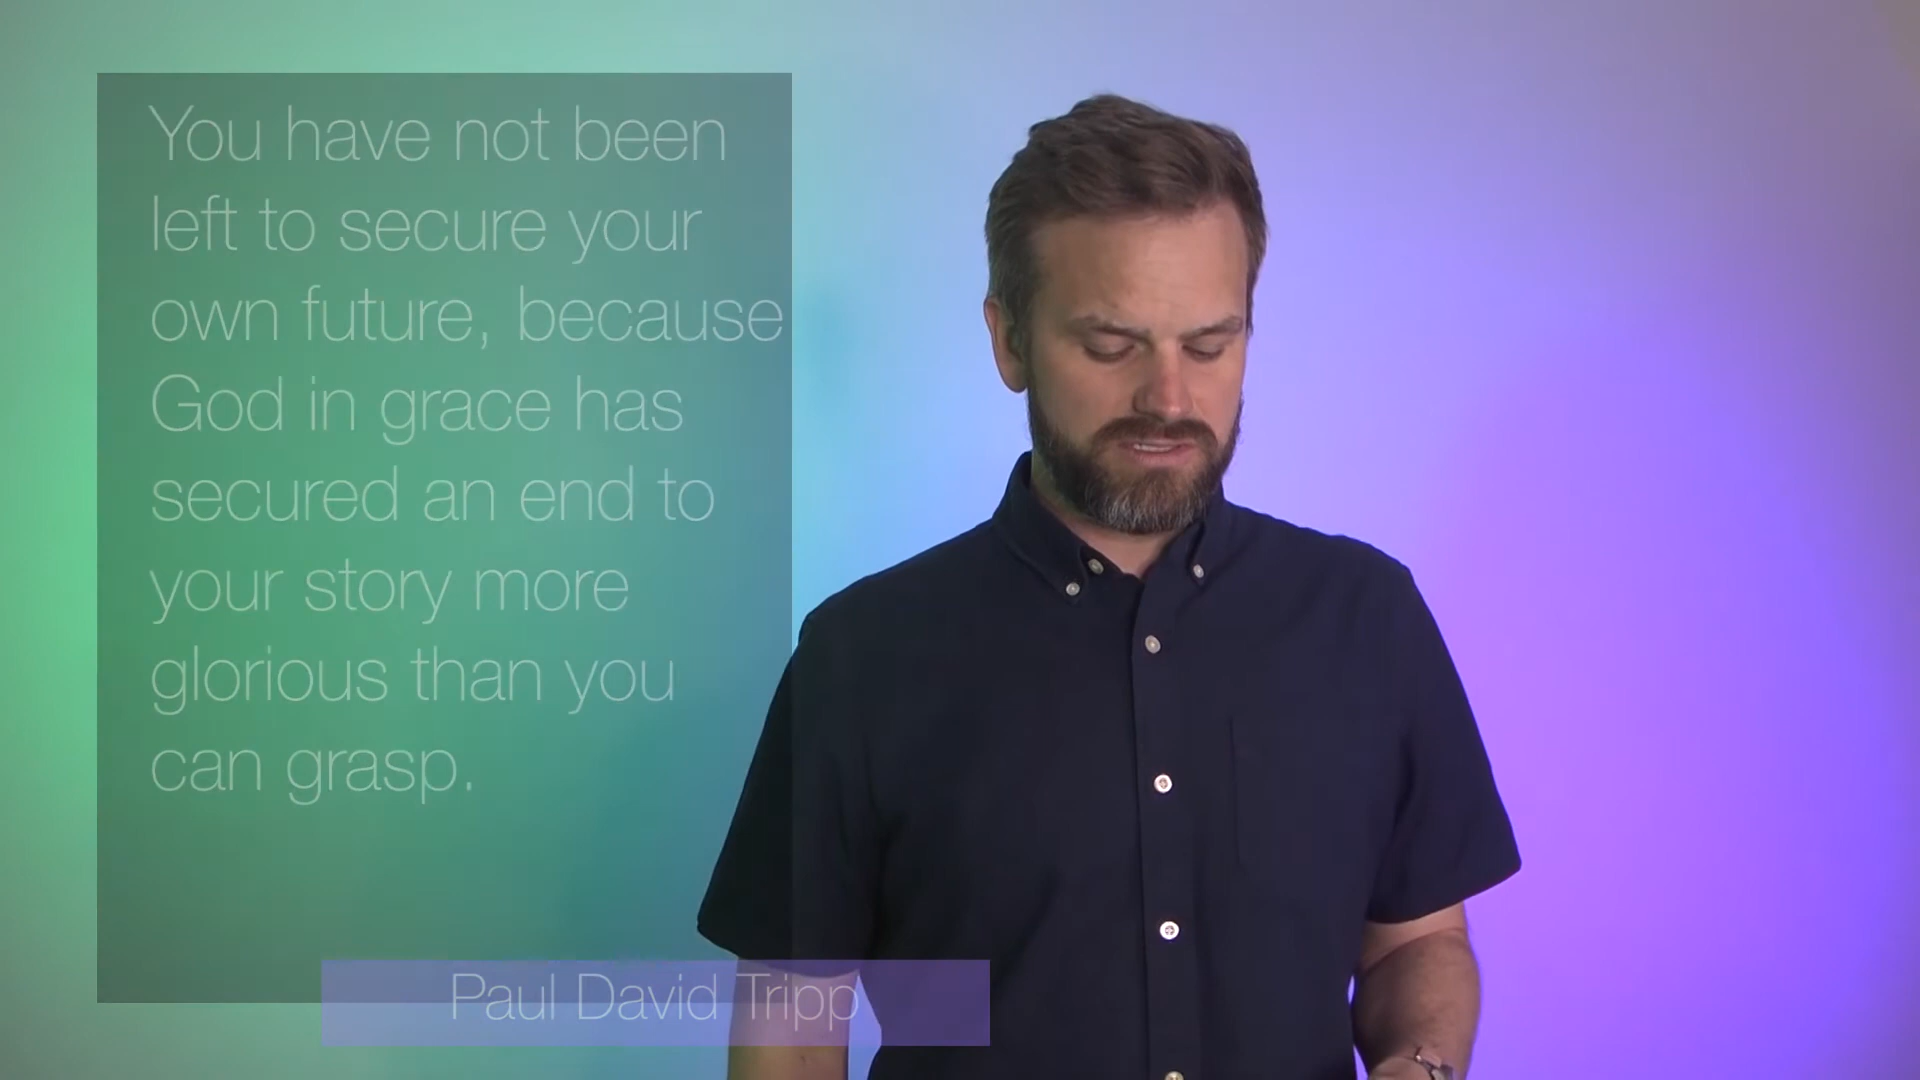 You have not been
left to secure your
own future, because
God in grace has
secured an end to
your story more
glorious than you
can grasp.
Paul David Tripp